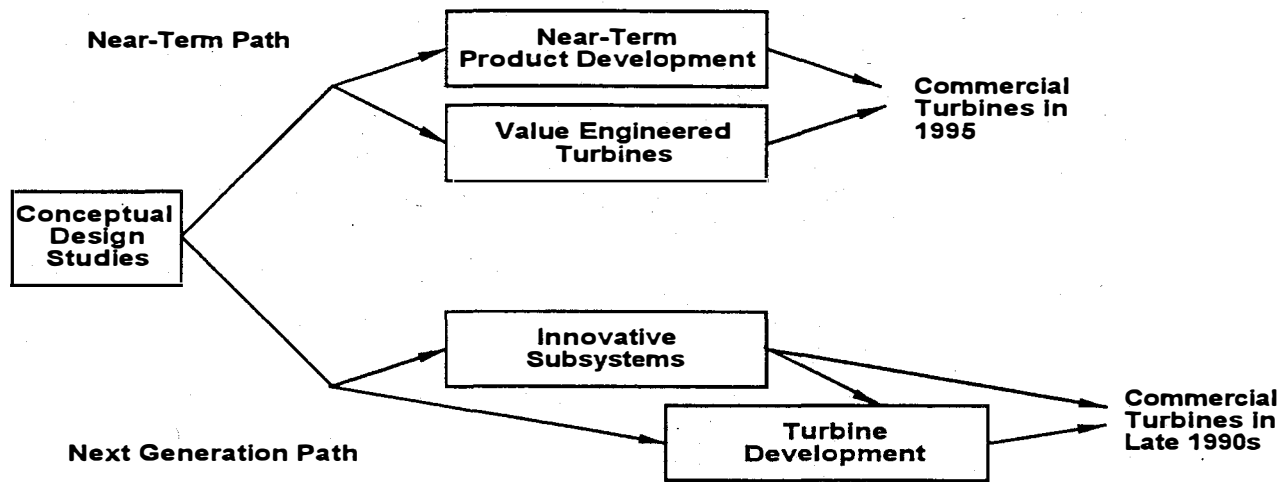 Near-Term Path
Near-Term
Product Development
Value Engineered
Turbines
Commercial
Turbines in
1995
Conceptual
Design
Studies
Innovative
Subsystems
Turbine
Development
Commercial
Turbines in
Late 1990s
Next Generation Path